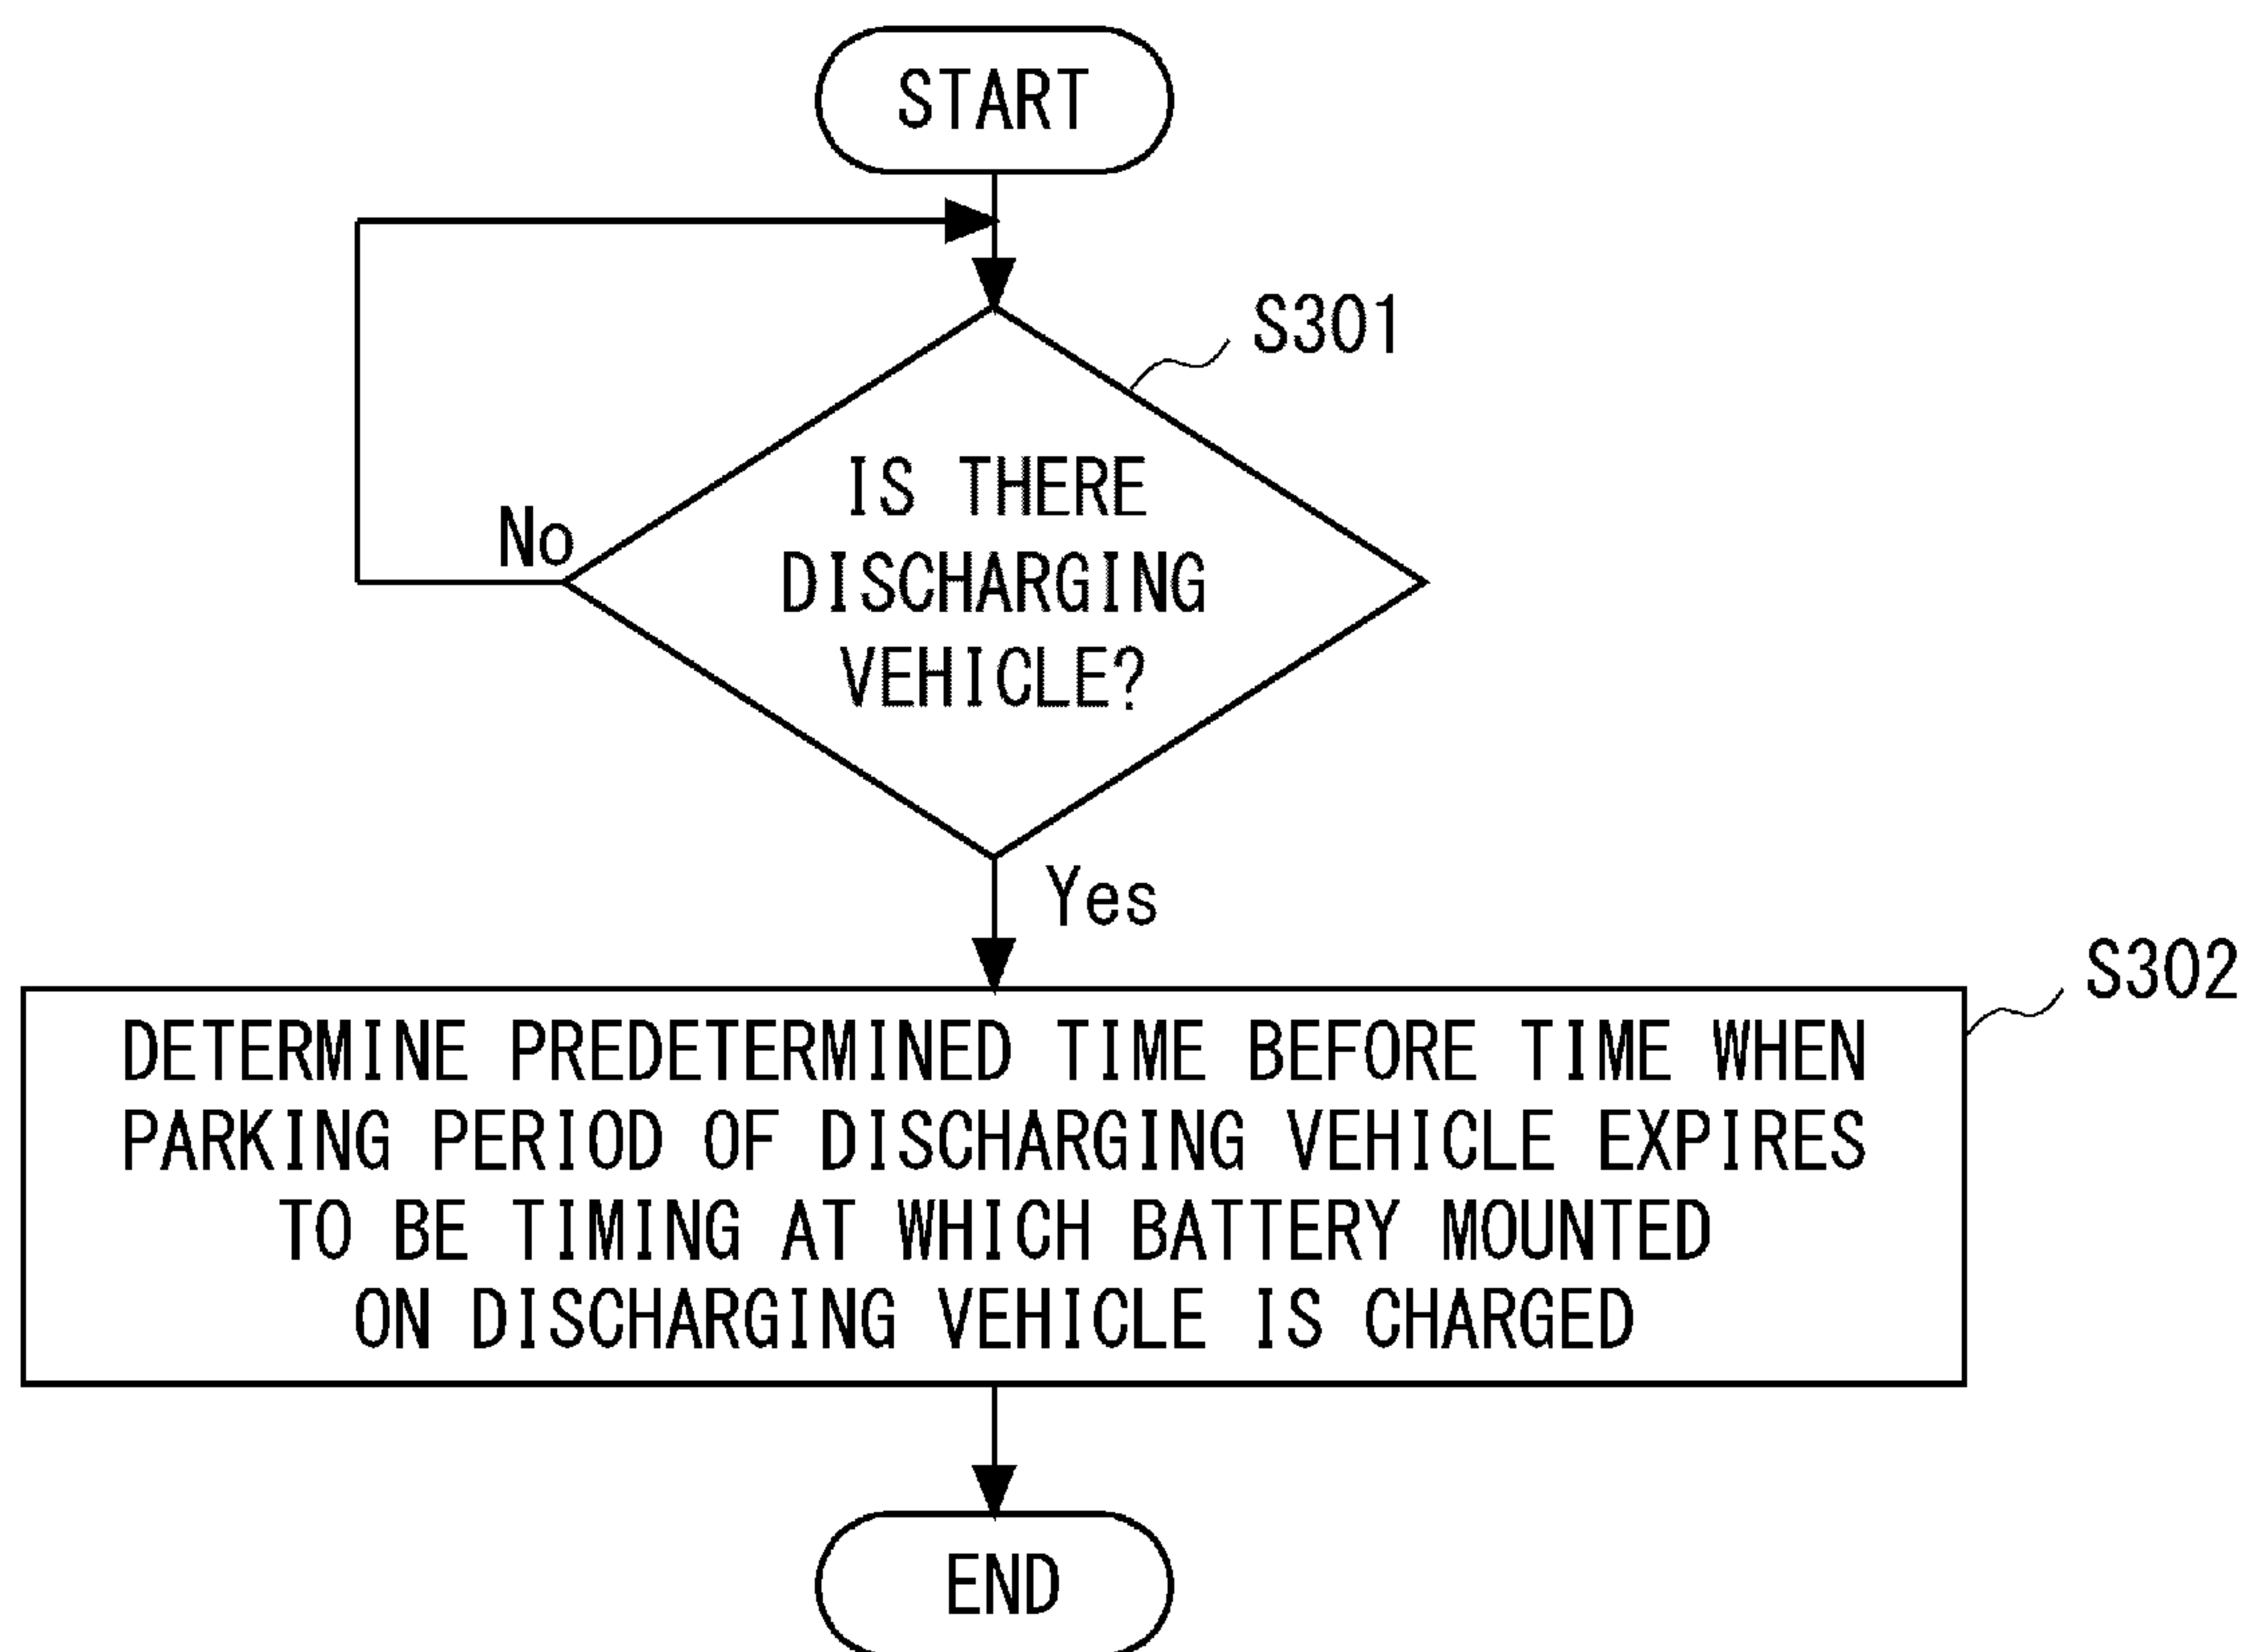 START
S301
IS THERE
DISCHARGING
VEHICLE?
No
Yes
S302
DETERMINE PREDETERMINED TIME BEFORE TIME WHEN
PARKING PERIOD OF DISCHARGING VEHICLE EXPIRES
TO BE TIMING AT WHICH BATTERY MOUNTED
ON DISCHARGING VEHICLE IS CHARGED
END